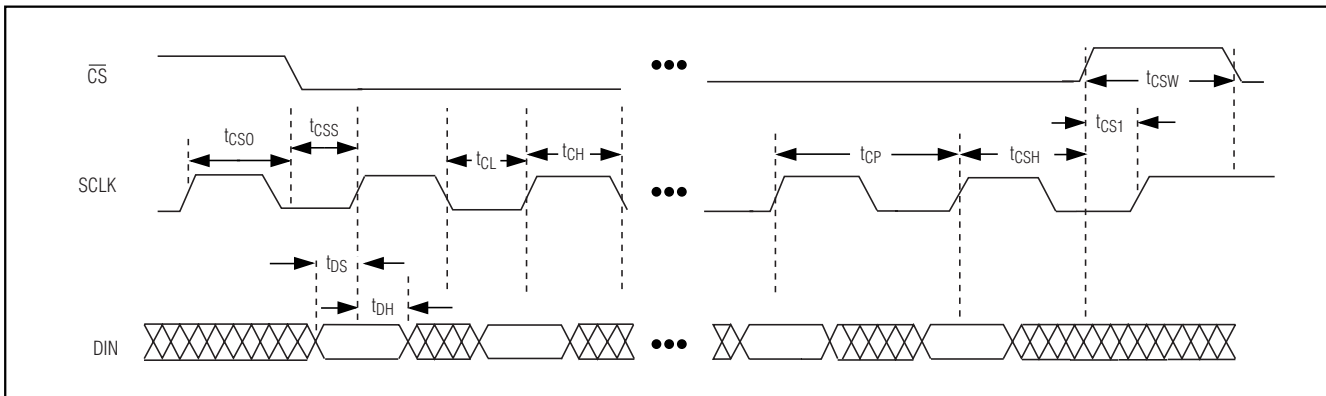 CS
tCSW
tCSO
tCSS
tCL
tCH
tCP
tCSH
tCS1
SCLK
tDS
tDH
DIN